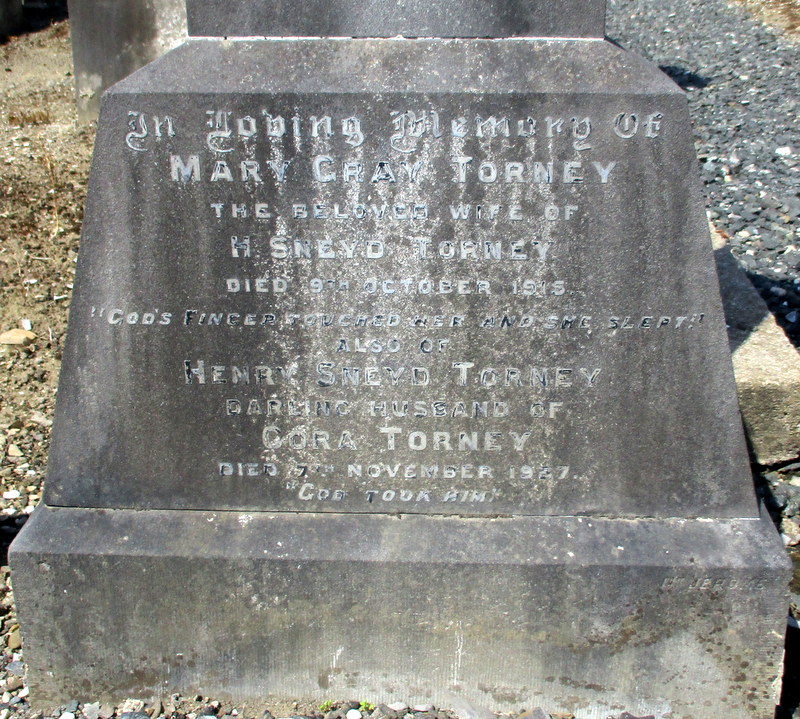 In Loving Memory Of
MARY GRAY TORNEY
THE BELOVED WIFE OF
H. SNEYD TORNEY
DIED 9TH OCTOBER 1915.
"GOD'S FINGER TOUCHED HER AND SHE SLEPT."
ALSO OF
HENRY SNEYD TORNEY
DARLING HUSBAND OF
CORA TORNEY
DIED 7TH NOVEMBER 1927.
"GOD TOOK HIM."